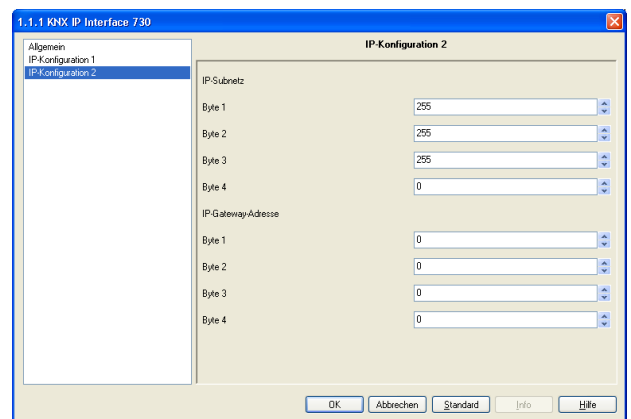 1.1.1 KNX IP Interface 730
Allgemein
IP-Konfiguration 1
IP-Konfiguration 2
IP-Konfiguration 2
IP-Subnetz
Byte 1 255
Byte 2 255
Byte 3 255
Byte 4 0
IP-Gateway-Adresse
Byte 1 0
Byte 2 0
Byte 3 0
Byte 4 0
OK Abbrechen Standard Info Hilfe